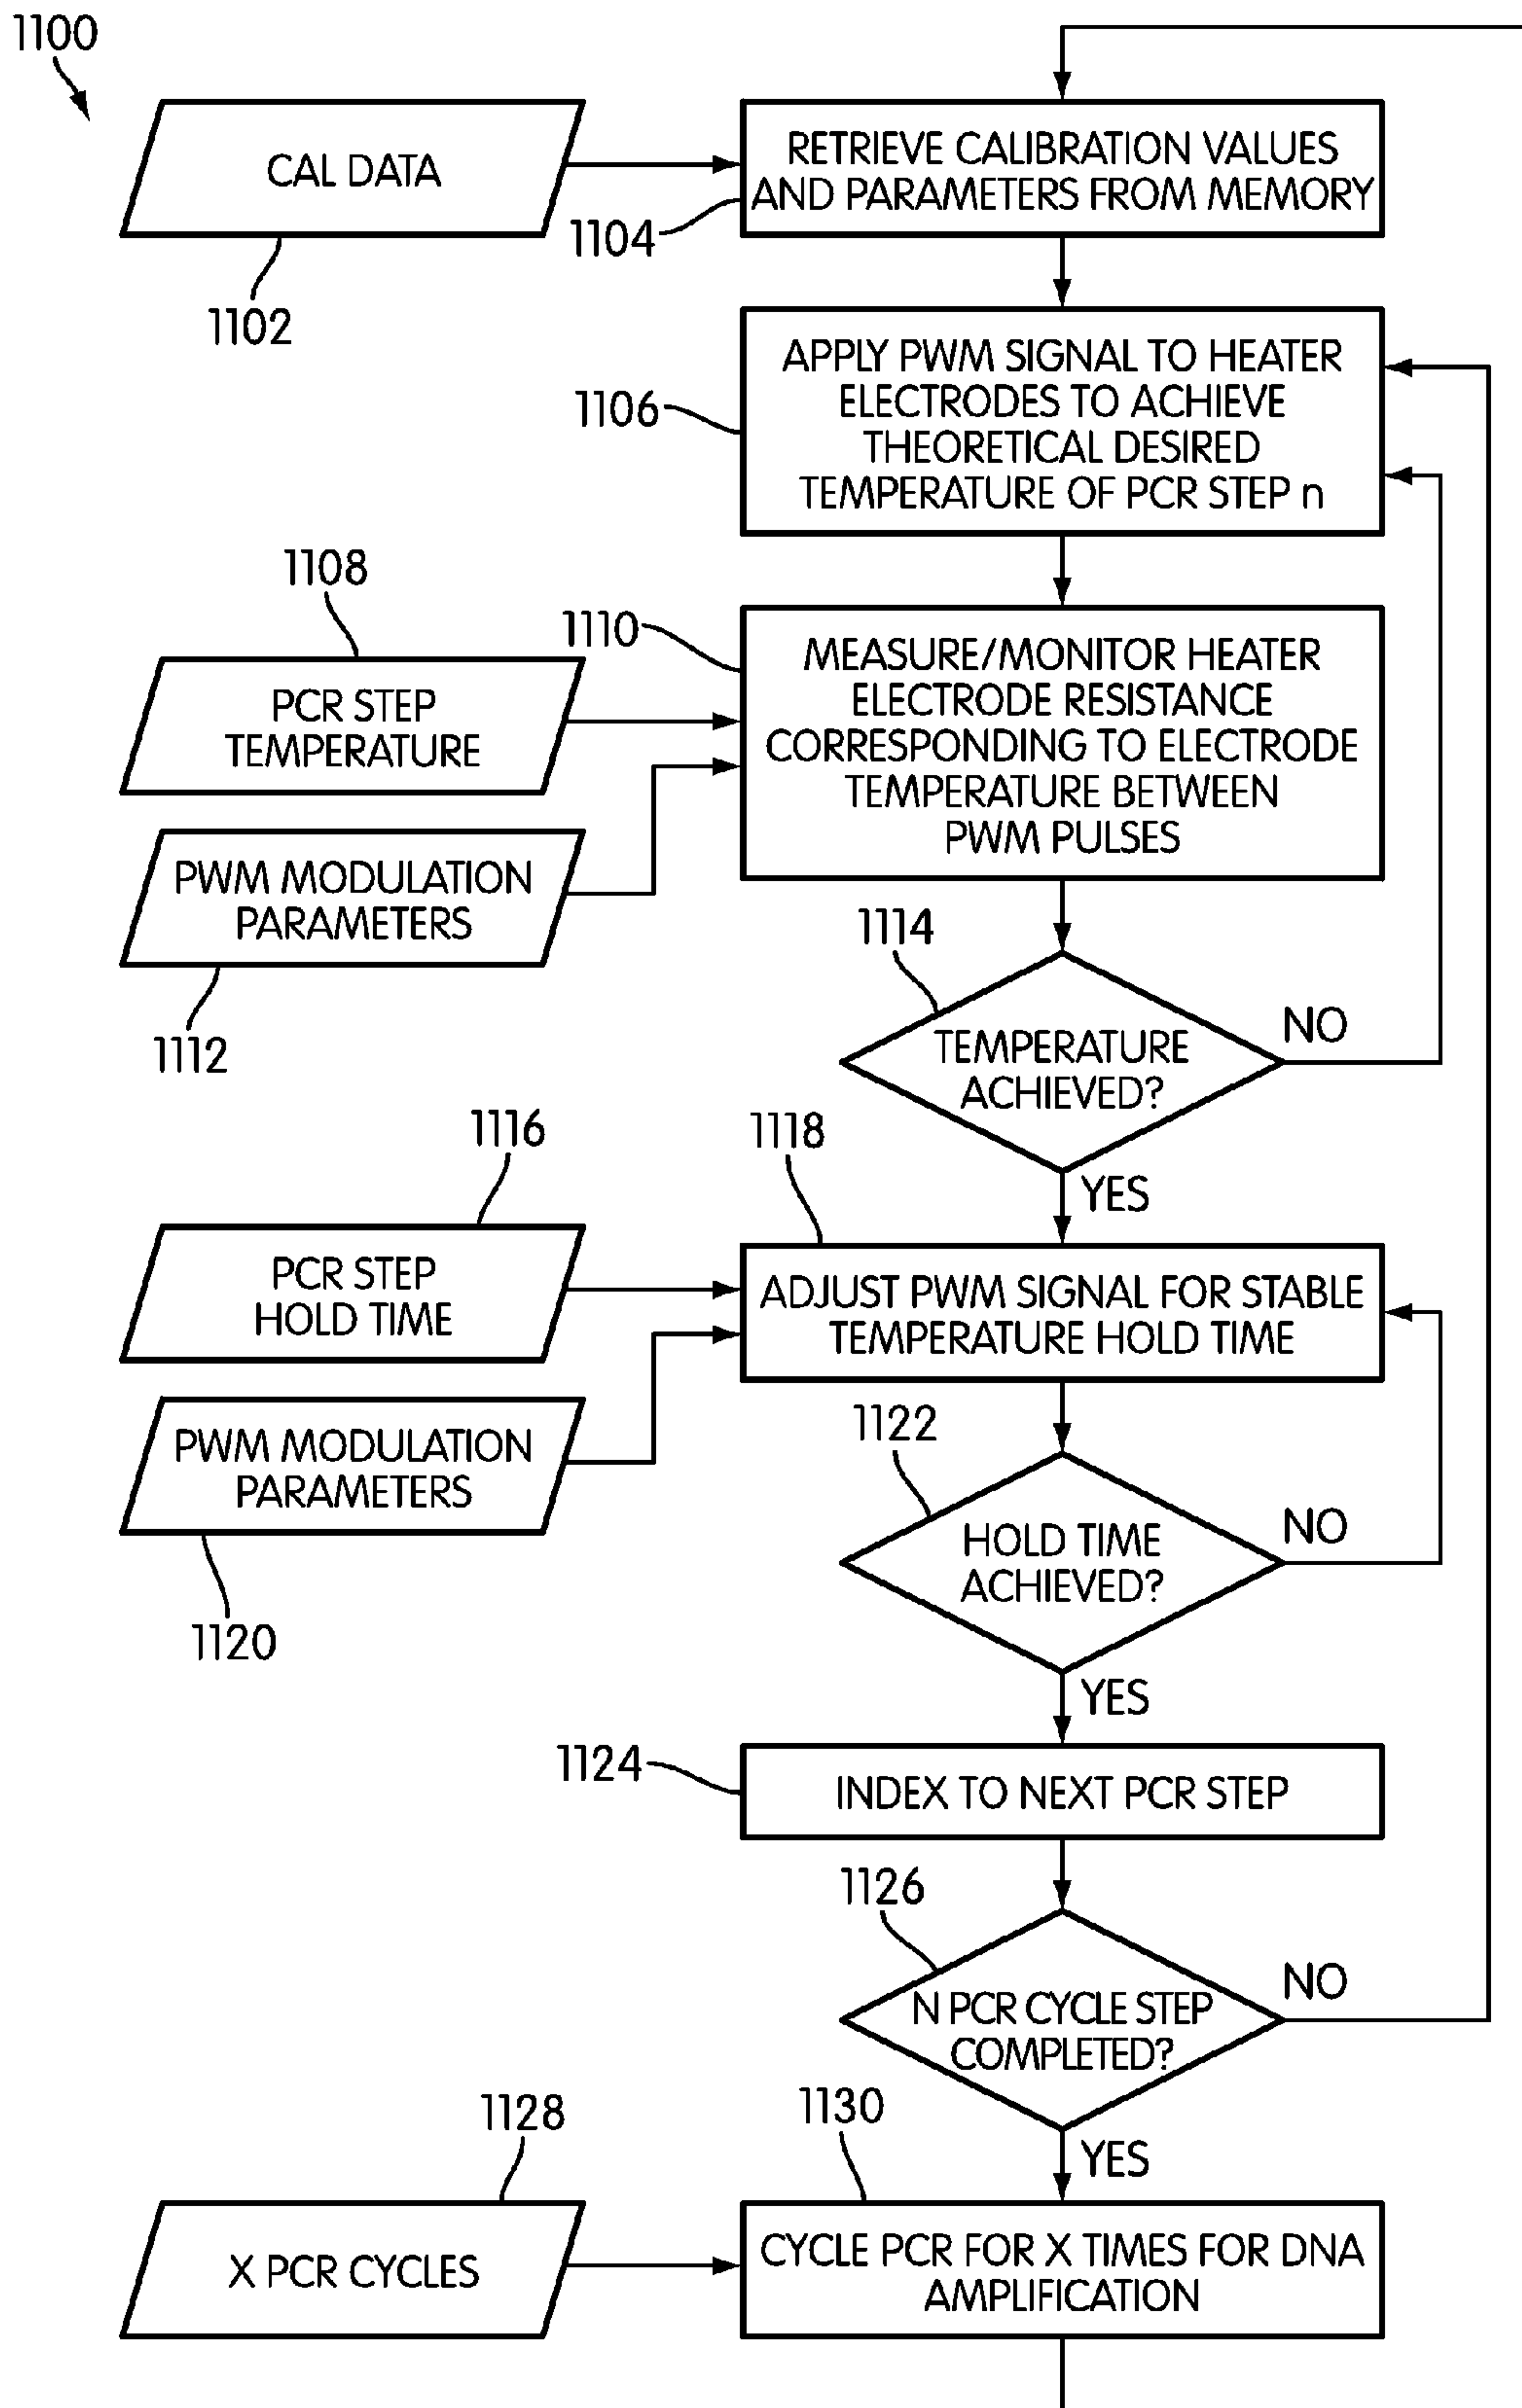 1100
CAL DATA
1102
RETRIEVE CALIBRATION VALUES
AND PARAMETERS FROM MEMORY
1104
APPLY PWM SIGNAL TO HEATER
ELECTRODES TO ACHIEVE
THEORETICAL DESIRED
TEMPERATURE OF PCR STEP n
1106
1108
PCR STEP
TEMPERATURE
1110
MEASURE/MONITOR HEATER
ELECTRODE RESISTANCE
CORRESPONDING TO ELECTRODE
TEMPERATURE BETWEEN
PWM PULSES
PWM MODULATION
PARAMETERS
1112
1114
TEMPERATURE
ACHIEVED?
NO
YES
1116
PCR STEP
HOLD TIME
1118
ADJUST PWM SIGNAL FOR STABLE
TEMPERATURE HOLD TIME
PWM MODULATION
PARAMETERS
1120
1122
HOLD TIME
ACHIEVED?
NO
YES
1124
INDEX TO NEXT PCR STEP
1126
N PCR CYCLE STEP
COMPLETED?
NO
YES
1128
X PCR CYCLES
1130
CYCLE PCR FOR X TIMES FOR DNA
AMPLIFICATION